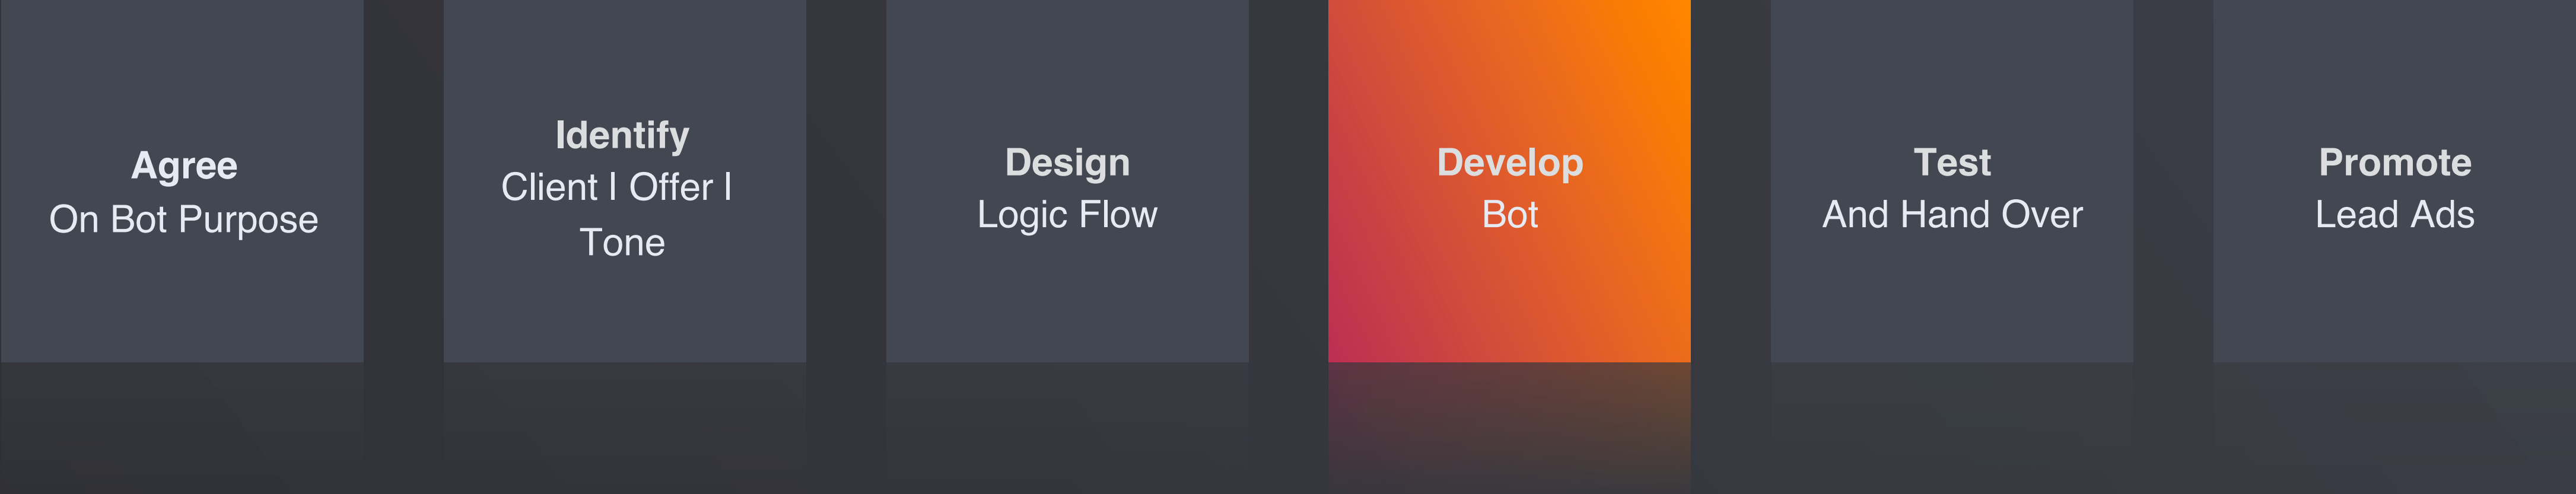 Agree
On Bot Purpose
Identify
Client | Offer |
Tone
Design
Logic Flow
Develop
Bot
Test
And Hand Over
Promote
Lead Ads